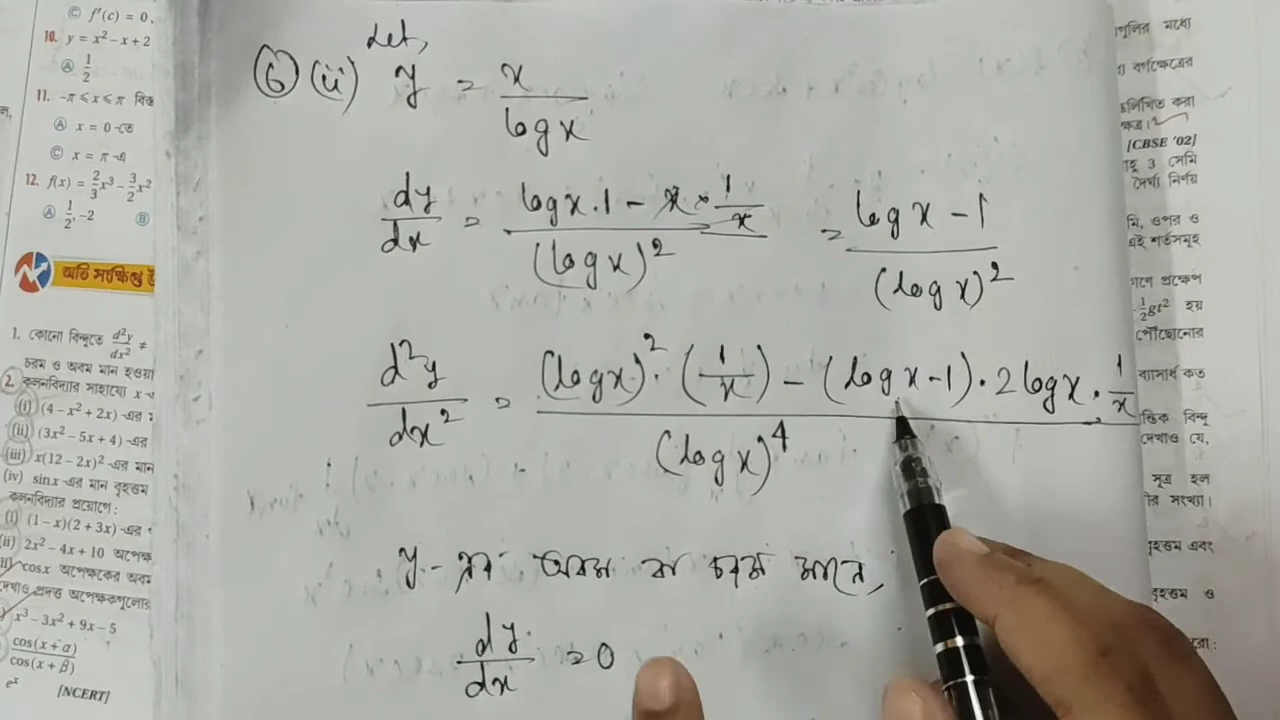 Ⓒ f'(c) = 0,
10. y = x² − x + 2
Ⓐ 1/2
11. −π ≤ x ≤ π
Ⓐ x = 0-তে
Ⓒ x = π-এ
12. f(x) = 2/3 x³ − 3/2 x²
Ⓐ 1/2, −2 Ⓑ
অতি সংক্ষিপ্ত উ
1. কোনো বিন্দুতে d²y/dx² ≠
চরম ও অবম মান হওয়া
2. কলনবিদ্যার সাহায্যে x
(i) (4 − x² + 2x)-এর
(ii) (3x² − 5x + 4)-এর
(iii) x(12 − 2x)²-এর মান
(iv) sinx-এর মান বৃহত্তম
কলনবিদ্যার প্রয়োগে:
(i) (1 − x)(2 + 3x)-এর
(ii) 2x² − 4x + 10 অপেক্ষ
cosx অপেক্ষকের অবম
দেখাও প্রদত্ত অপেক্ষকগুলোর
x³ − 3x² + 9x − 5
cos(x + α)/cos(x + β)
eˣ [NCERT]
Let,
6 (ii) y = x/log x
dy/dx = (log x . 1 − x × 1/x)/(log x)² = (log x − 1)/(log x)²
d²y/dx² = ((log x)² . (1/x) − (log x − 1) . 2 log x . 1/x)/(log x)⁴
y-এর অবম বা চরম মানে,
dy/dx = 0
গুলির মধ্যে
বর্গক্ষেত্রের
লিখিত করা
ক্ষত্র।
[CBSE '02]
বাহু 3 সেমি
দৈর্ঘ্য নির্ণয়
মি, ওপর ও
এই শর্তসমূহ
প্রক্ষেপ
1/2 gt² হয়
পৌঁছোনোর
ব্যাসার্ধ কত
ন্তিক বিন্দু
দেখাও যে,
সূত্র হল
সংখ্যা।
বৃহত্তম এবং
বৃহত্তম ও